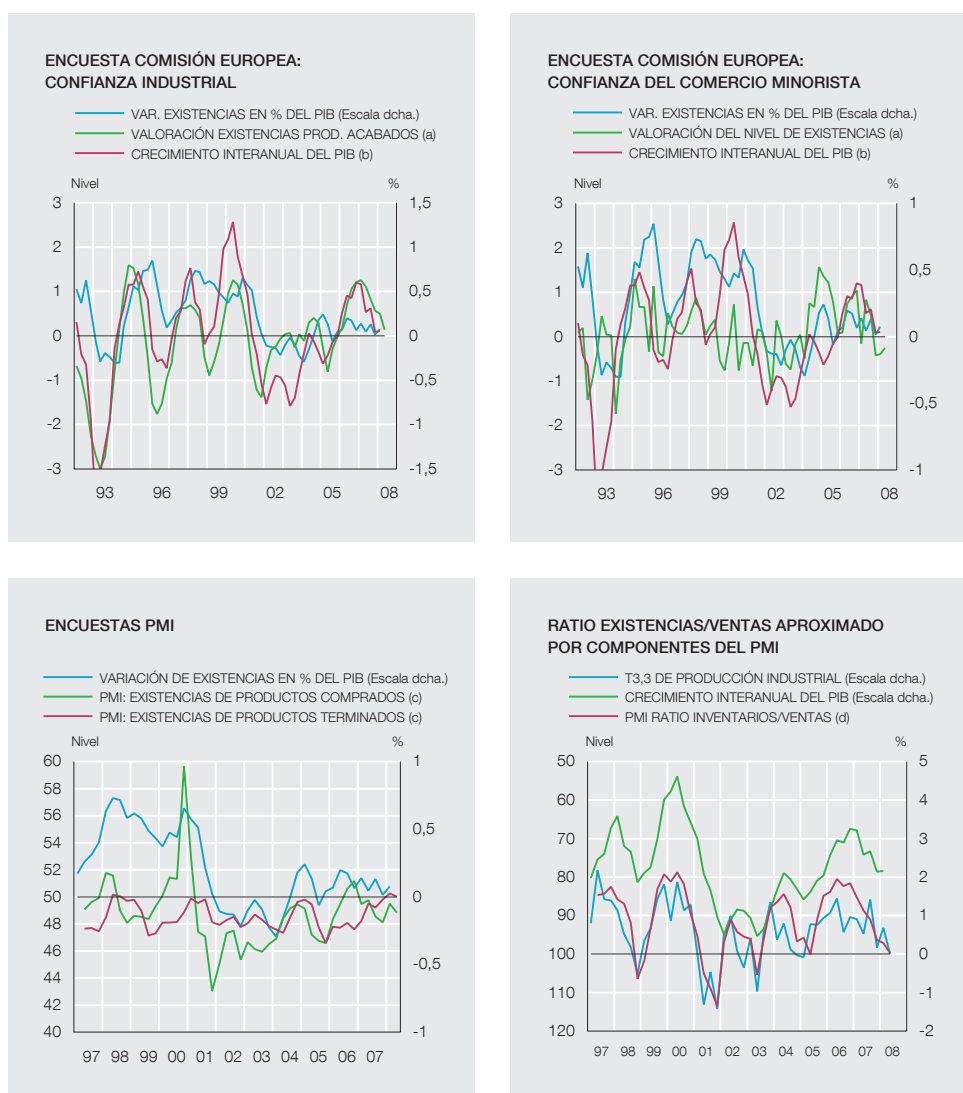 ENCUESTA COMISIÓN EUROPEA:
CONFIANZA INDUSTRIAL
VAR. EXISTENCIAS EN % DEL PIB (Escala dcha.)
VALORACIÓN EXISTENCIAS PROD. ACABADOS (a)
CRECIMIENTO INTERANUAL DEL PIB (b)
Nivel %
3 1,5
2 1
1 0,5
0 0
-1 -0,5
-2 -1
-3 -1,5
93 96 99 02 05 08
ENCUESTA COMISIÓN EUROPEA:
CONFIANZA DEL COMERCIO MINORISTA
VAR. EXISTENCIAS EN % DEL PIB (Escala dcha.)
VALORACIÓN DEL NIVEL DE EXISTENCIAS (a)
CRECIMIENTO INTERANUAL DEL PIB (b)
Nivel %
3 1
2
0,5
1
0 0
-1
-0,5
-2
-3 -1
93 96 99 02 05 08
ENCUESTAS PMI
VARIACIÓN DE EXISTENCIAS EN % DEL PIB (Escala dcha.)
PMI: EXISTENCIAS DE PRODUCTOS COMPRADOS (c)
PMI: EXISTENCIAS DE PRODUCTOS TERMINADOS (c)
Nivel %
60 1
58
56
0,5
54
52
50 0
48
46
-0,5
44
42
40 -1
97 98 99 00 01 02 03 04 05 06 07
RATIO EXISTENCIAS/VENTAS APROXIMADO
POR COMPONENTES DEL PMI
T3,3 DE PRODUCCIÓN INDUSTRIAL (Escala dcha.)
CRECIMIENTO INTERANUAL DEL PIB (Escala dcha.)
PMI RATIO INVENTARIOS/VENTAS (d)
Nivel %
50 5
60 4
70 3
80 2
90 1
100 0
110 -1
120 -2
97 98 99 00 01 02 03 04 05 06 07 08